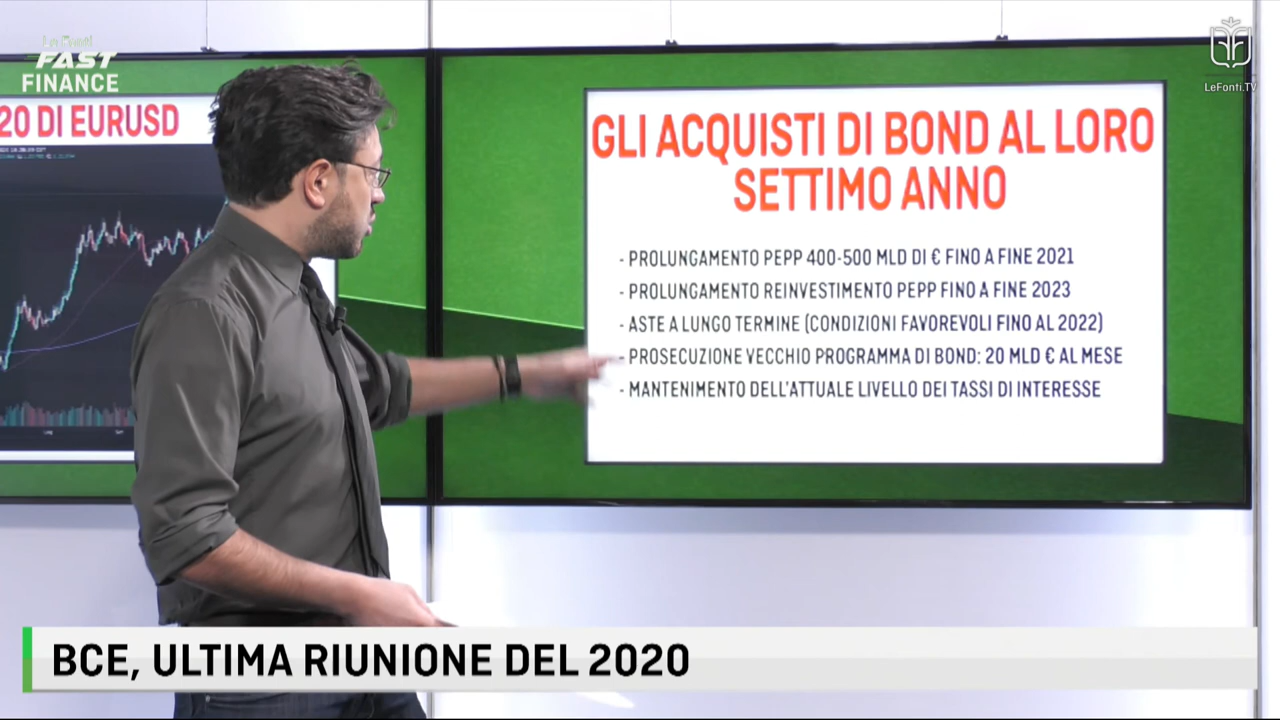 Le Fonti
FAST
FINANCE
LeFonti.TV
20 DI EURUSD
GLI ACQUISTI DI BOND AL LORO
SETTIMO ANNO
- PROLUNGAMENTO PEPP 400-500 MLD DI € FINO A FINE 2021
- PROLUNGAMENTO REINVESTIMENTO PEPP FINO A FINE 2023
- ASTE A LUNGO TERMINE (CONDIZIONI FAVOREVOLI FINO AL 2022)
- PROSECUZIONE VECCHIO PROGRAMMA DI BOND: 20 MLD € AL MESE
- MANTENIMENTO DELL'ATTUALE LIVELLO DEI TASSI DI INTERESSE
BCE, ULTIMA RIUNIONE DEL 2020